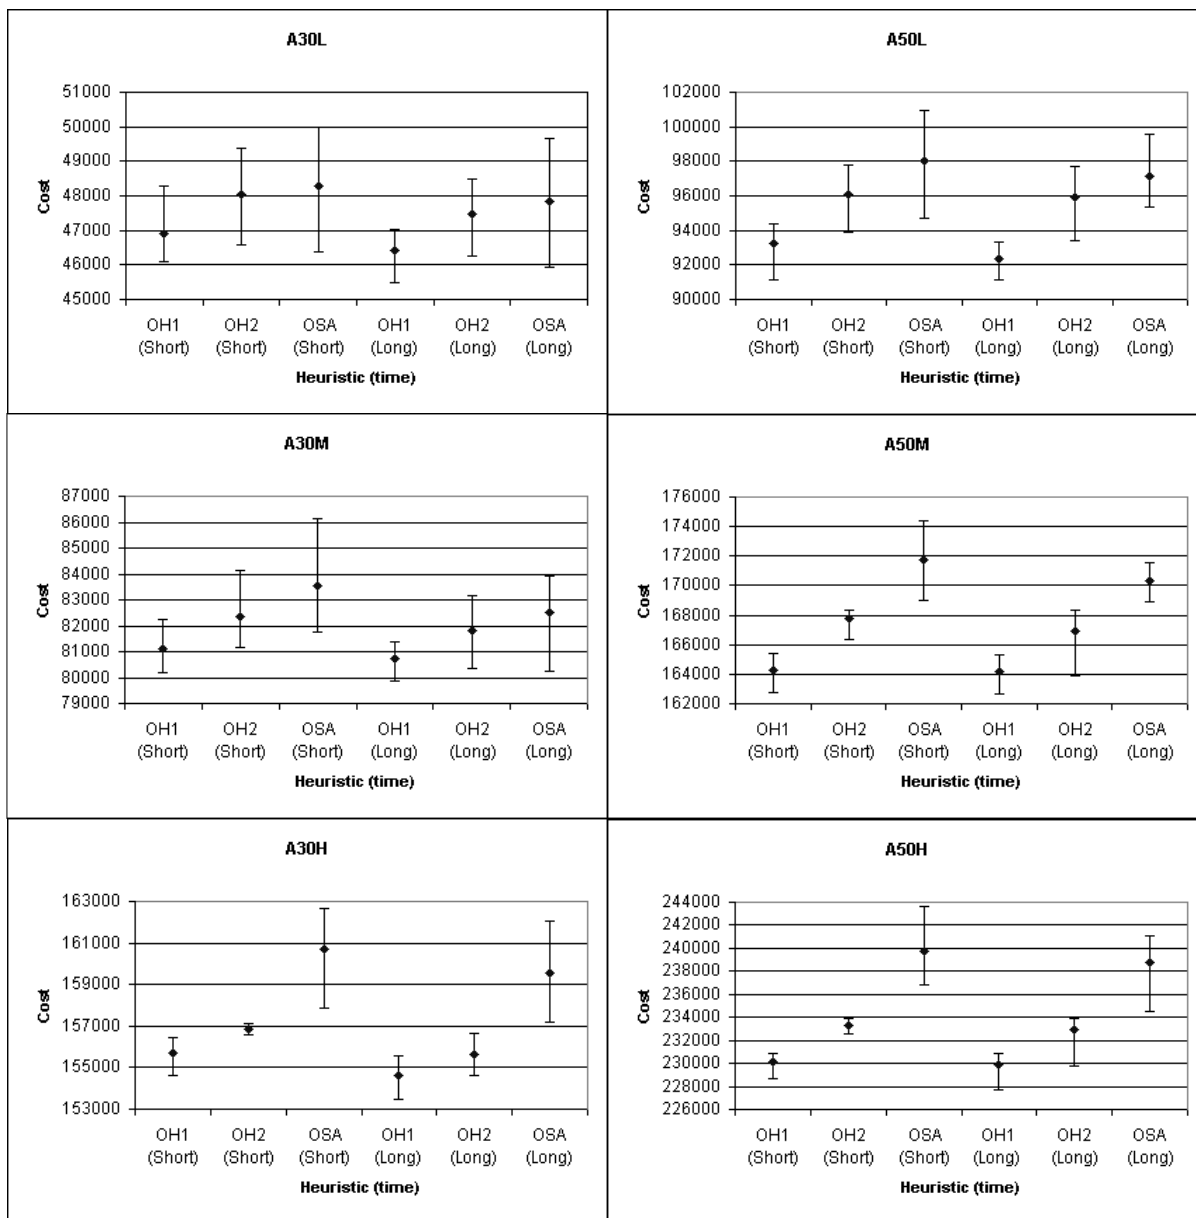 A30L
51000
50000
49000
48000
47000
46000
45000
Cost
OH1 OH2 OSA OH1 OH2 OSA
(Short) (Short) (Short) (Long) (Long) (Long)
Heuristic (time)
A50L
102000
100000
98000
96000
94000
92000
90000
Cost
OH1 OH2 OSA OH1 OH2 OSA
(Short) (Short) (Short) (Long) (Long) (Long)
Heuristic (time)
A30M
87000
86000
85000
84000
83000
82000
81000
80000
79000
Cost
OH1 OH2 OSA OH1 OH2 OSA
(Short) (Short) (Short) (Long) (Long) (Long)
Heuristic (time)
A50M
176000
174000
172000
170000
168000
166000
164000
162000
Cost
OH1 OH2 OSA OH1 OH2 OSA
(Short) (Short) (Short) (Long) (Long) (Long)
Heuristic (time)
A30H
163000
161000
159000
157000
155000
153000
Cost
OH1 OH2 OSA OH1 OH2 OSA
(Short) (Short) (Short) (Long) (Long) (Long)
Heuristic (time)
A50H
244000
242000
240000
238000
236000
234000
232000
230000
228000
226000
Cost
OH1 OH2 OSA OH1 OH2 OSA
(Short) (Short) (Short) (Long) (Long) (Long)
Heuristic (time)